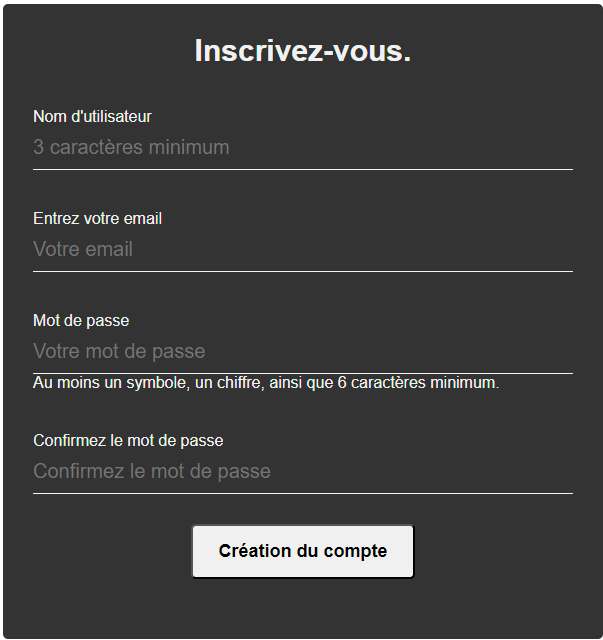 Inscrivez-vous.
Nom d'utilisateur
3 caractères minimum
Entrez votre email
Votre email
Mot de passe
Votre mot de passe
Au moins un symbole, un chiffre, ainsi que 6 caractères minimum.
Confirmez le mot de passe
Confirmez le mot de passe
Création du compte